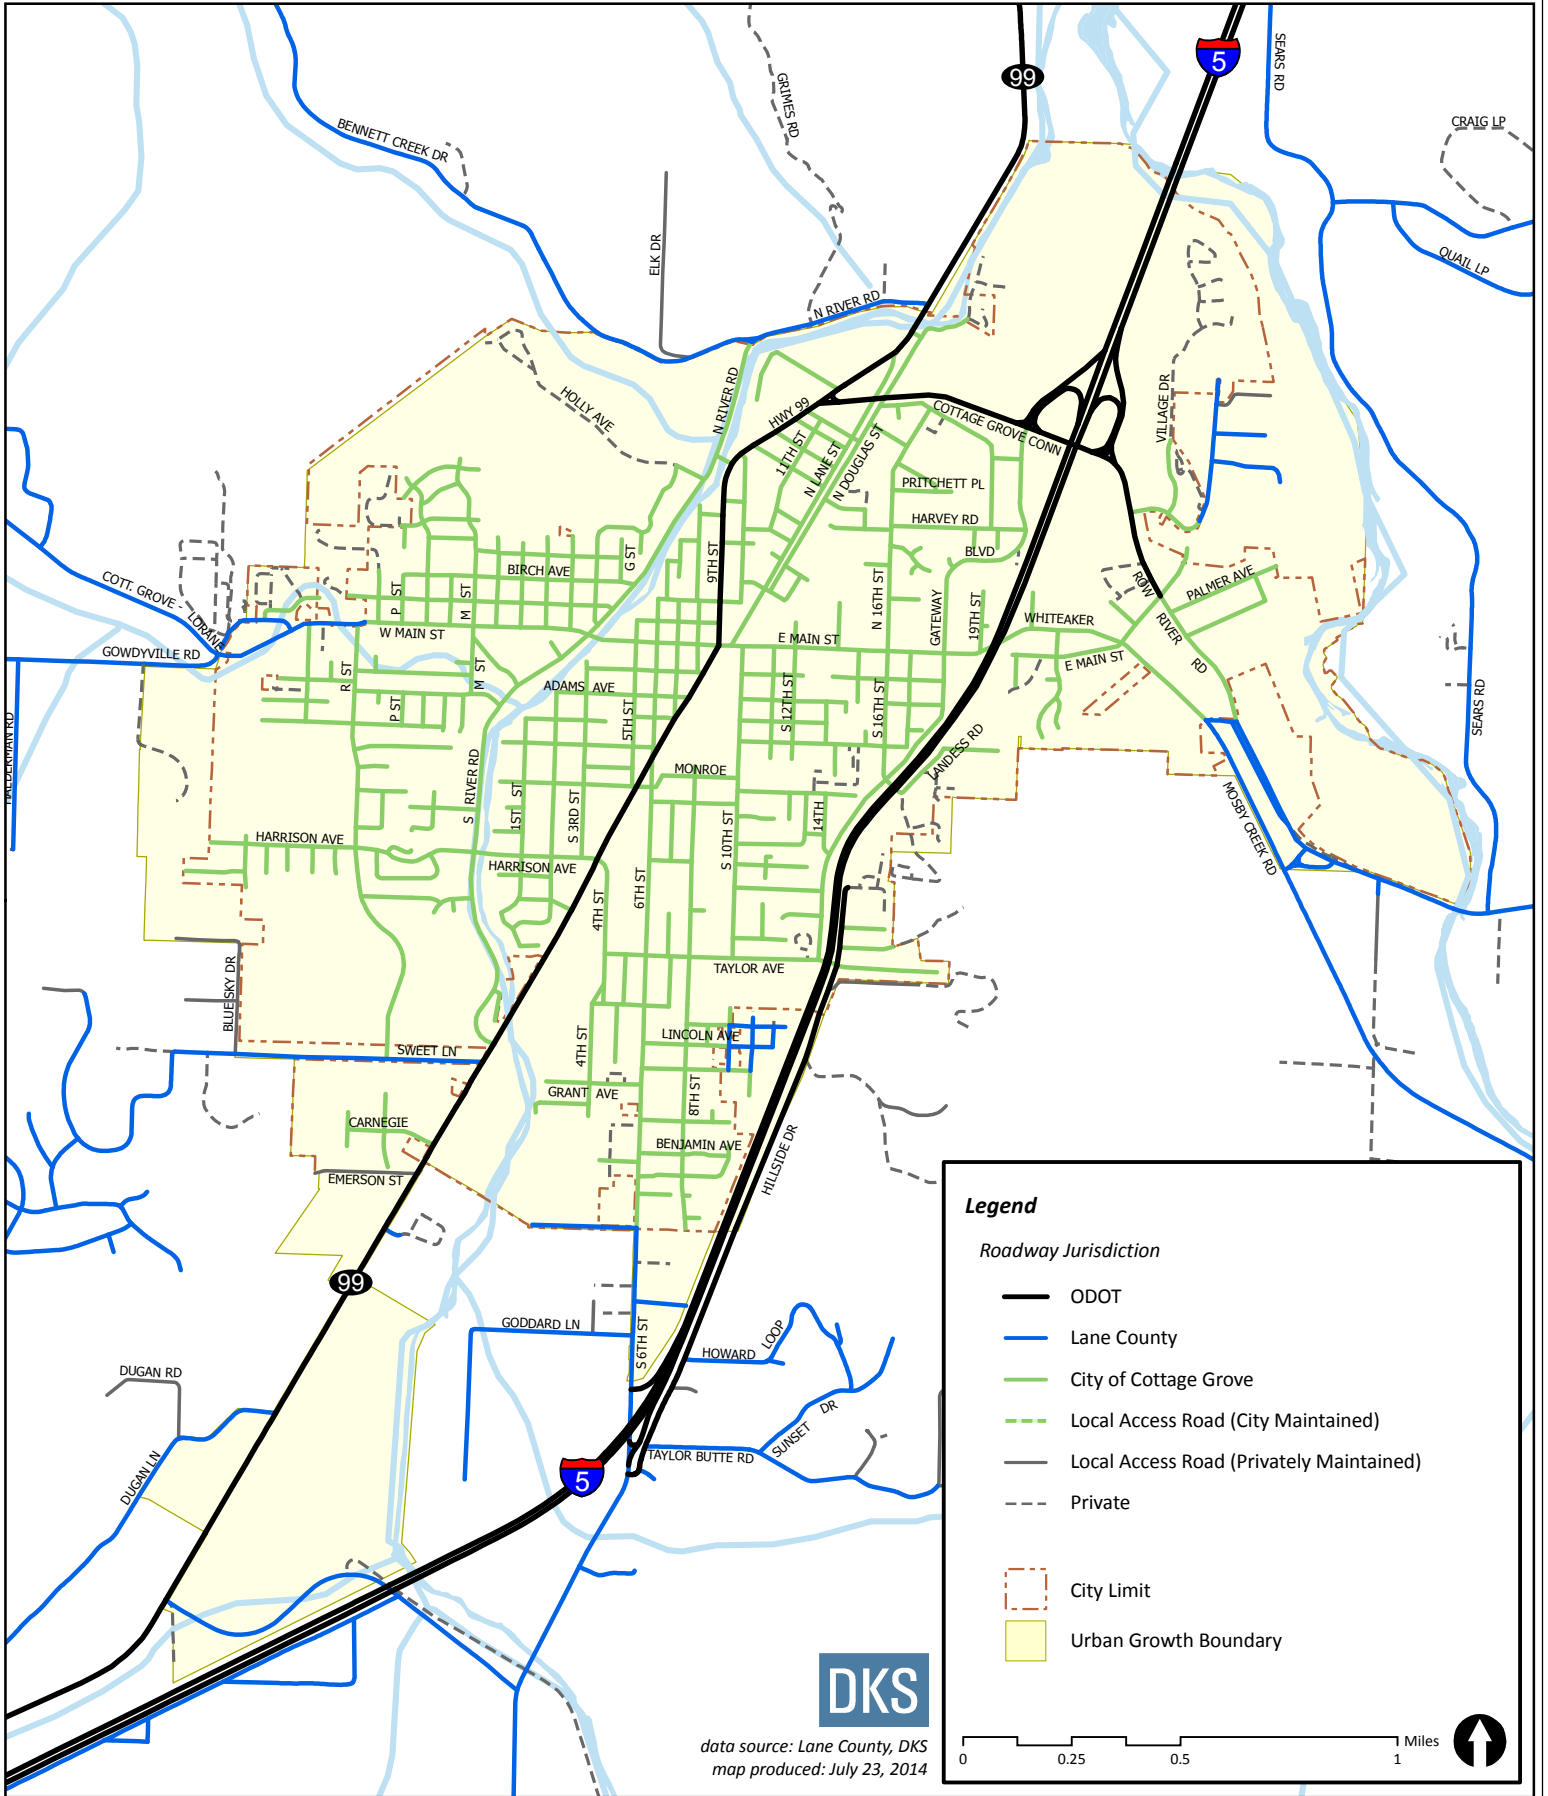 99
5
SEARS RD
GRIMES RD
CRAIG LP
BENNETT CREEK DR
ELK DR
QUAIL LP
N RIVER RD
HOLLY AVE
N RIVER RD
HWY 99
COTTAGE GROVE CONN
VILLAGE DR
11TH ST
N LANE ST
N DOUGLAS ST
PRITCHETT PL
HARVEY RD
BLVD
G ST
9TH ST
BIRCH AVE
COTT. GROVE - LORANE
P ST
M ST
N 16TH ST
GATEWAY
19TH ST
ROW RIVER RD
PALMER AVE
WHITEAKER
W MAIN ST
E MAIN ST
GOWDYVILLE RD
E MAIN ST
R ST
M ST
ADAMS AVE
P ST
5TH ST
S 12TH ST
S 16TH ST
SEARS RD
HALDERMAN RD
LANDESS RD
MONROE
S RIVER RD
1ST ST
S 3RD ST
14TH
S 10TH ST
MOSBY CREEK RD
HARRISON AVE
HARRISON AVE
4TH ST
6TH ST
TAYLOR AVE
BLUE SKY DR
LINCOLN AVE
4TH ST
SWEET LN
GRANT AVE
8TH ST
CARNEGIE
BENJAMIN AVE
HILLSIDE DR
EMERSON ST
99
GODDARD LN
S 6TH ST
HOWARD LOOP
DUGAN RD
SUNSET DR
TAYLOR BUTTE RD
DUGAN LN
5
Legend
Roadway Jurisdiction
ODOT
Lane County
City of Cottage Grove
Local Access Road (City Maintained)
Local Access Road (Privately Maintained)
Private
City Limit
Urban Growth Boundary
Miles
0 0.25 0.5 1
DKS
data source: Lane County, DKS
map produced: July 23, 2014